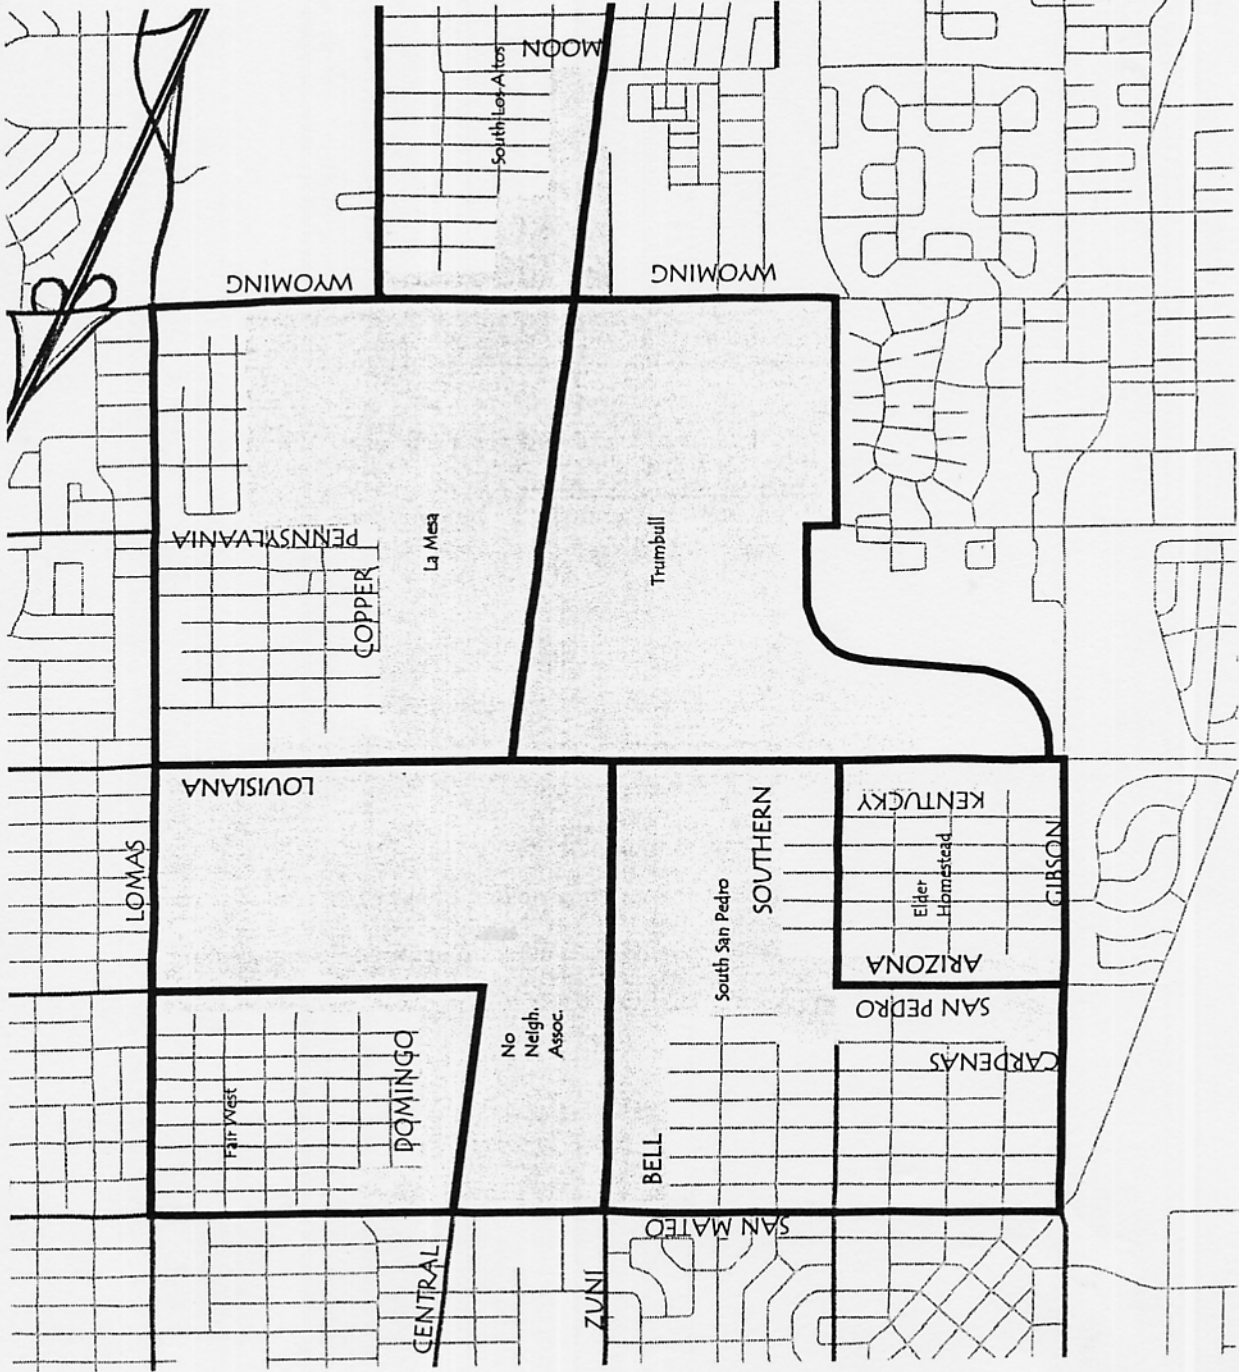 MOON
South Los Altos
WYOMING
WYOMING
PENNSYLVANIA
COPPER
La Mesa
Trumbull
LOUISIANA
LOMAS
SOUTHERN
KENTUCKY
Elder
Homestead
GIBSON
South San Pedro
ARIZONA
SAN PEDRO
No
Neigh.
Assoc.
DOMINGO
Fair West
CARDENAS
BELL
SAN MATEO
CENTRAL
ZUNI